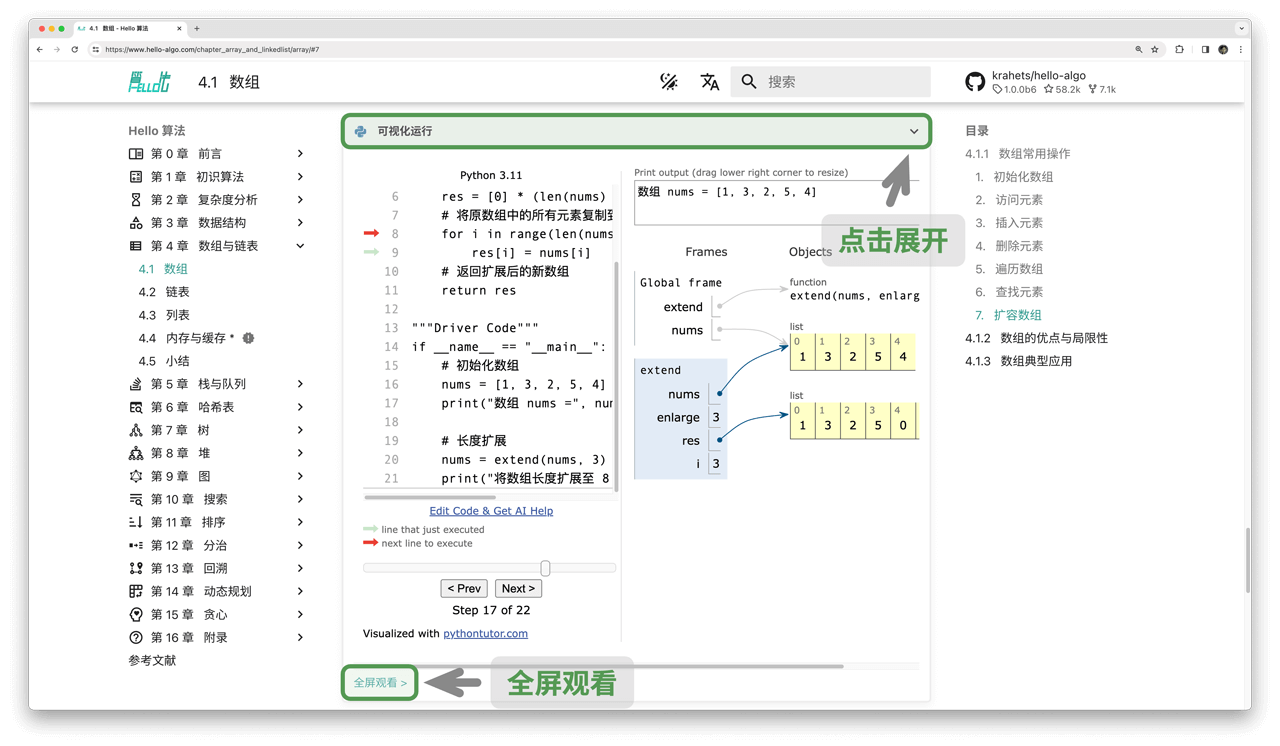 4.1 数组 - Hello 算法
https://www.hello-algo.com/chapter_array_and_linkedlist/array/#7
HELLO
4.1 数组
搜索
krahets/hello-algo
1.0.0b6 58.2k 7.1k
Hello 算法
第 0 章 前言
第 1 章 初识算法
第 2 章 复杂度分析
第 3 章 数据结构
第 4 章 数组与链表
4.1 数组
4.2 链表
4.3 列表
4.4 内存与缓存 *
4.5 小结
第 5 章 栈与队列
第 6 章 哈希表
第 7 章 树
第 8 章 堆
第 9 章 图
第 10 章 搜索
第 11 章 排序
第 12 章 分治
第 13 章 回溯
第 14 章 动态规划
第 15 章 贪心
第 16 章 附录
参考文献
可视化运行
Python 3.11
6 res = [0] * (len(nums)
7 # 将原数组中的所有元素复制到
8 for i in range(len(nums
9 res[i] = nums[i]
10 # 返回扩展后的新数组
11 return res
12
13 """Driver Code"""
14 if __name__ == "__main__":
15 # 初始化数组
16 nums = [1, 3, 2, 5, 4]
17 print("数组 nums =", num
18
19 # 长度扩展
20 nums = extend(nums, 3)
21 print("将数组长度扩展至 8
Edit Code & Get AI Help
line that just executed
next line to execute
< Prev Next >
Step 17 of 22
Visualized with pythontutor.com
全屏观看 >
全屏观看
Print output (drag lower right corner to resize)
数组 nums = [1, 3, 2, 5, 4]
点击展开
Frames Objects
Global frame
extend
nums
function
extend(nums, enlarg
list
0 1 2 3 4
1 3 2 5 4
extend
nums
enlarge 3
res
i 3
list
0 1 2 3 4
1 3 2 5 0
目录
4.1.1 数组常用操作
1. 初始化数组
2. 访问元素
3. 插入元素
4. 删除元素
5. 遍历数组
6. 查找元素
7. 扩容数组
4.1.2 数组的优点与局限性
4.1.3 数组典型应用